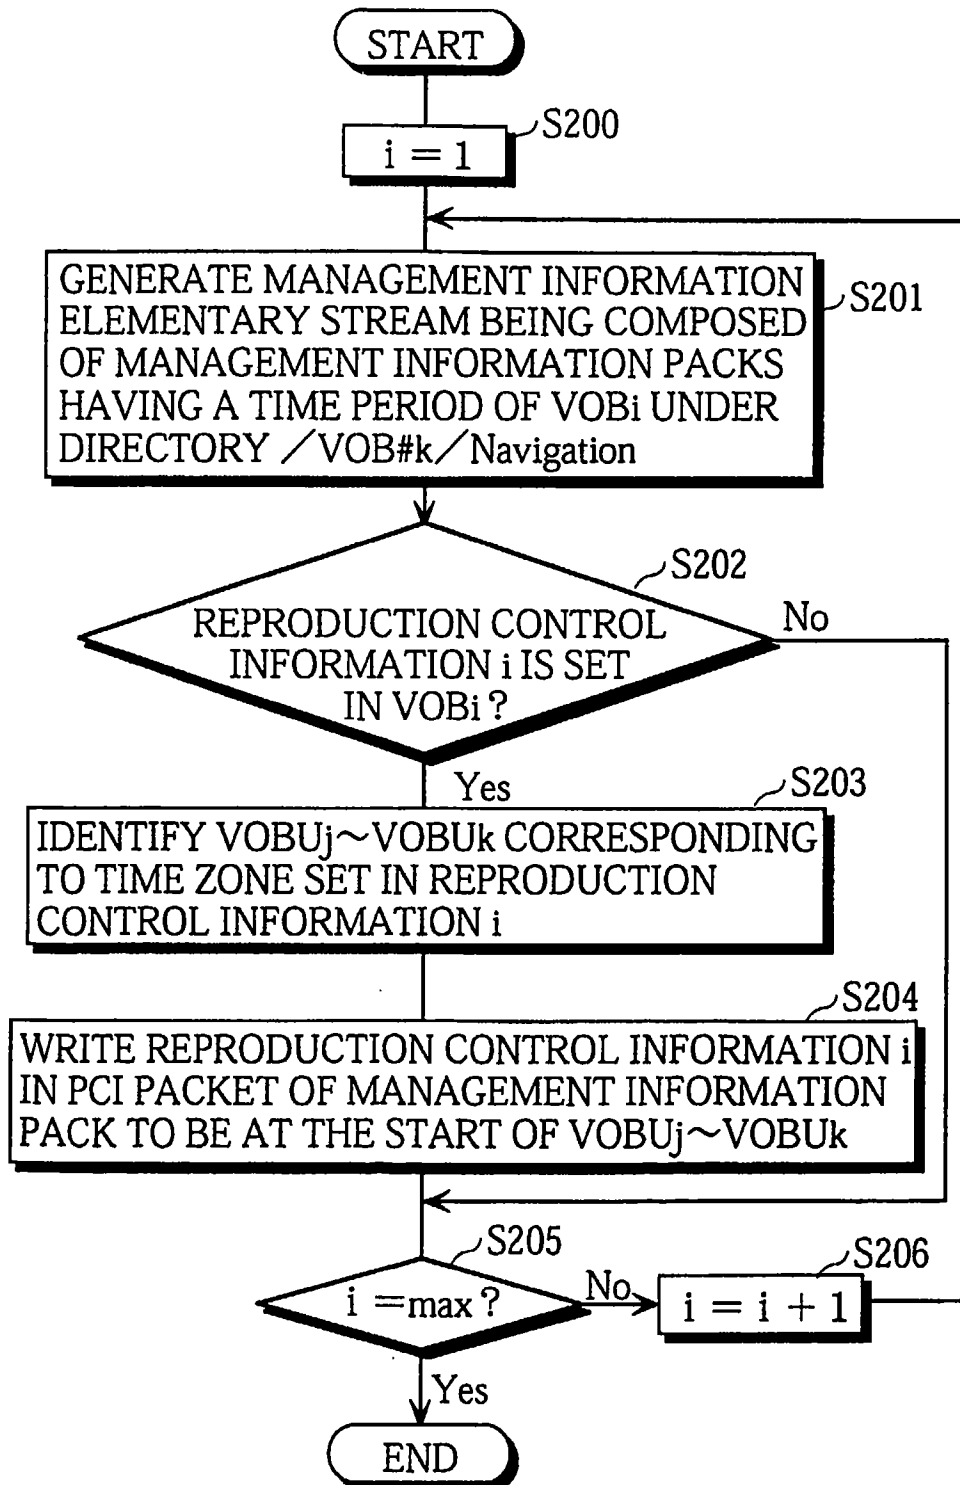 START
S200
i = 1
S201
GENERATE MANAGEMENT INFORMATION
ELEMENTARY STREAM BEING COMPOSED
OF MANAGEMENT INFORMATION PACKS
HAVING A TIME PERIOD OF VOBi UNDER
DIRECTORY /VOB#k/Navigation
S202
REPRODUCTION CONTROL
INFORMATION i IS SET
IN VOBi?
No
Yes
S203
IDENTIFY VOBUj~VOBUk CORRESPONDING
TO TIME ZONE SET IN REPRODUCTION
CONTROL INFORMATION i
S204
WRITE REPRODUCTION CONTROL INFORMATION i
IN PCI PACKET OF MANAGEMENT INFORMATION
PACK TO BE AT THE START OF VOBUj~VOBUk
S205
i =max?
No
S206
i = i + 1
Yes
END